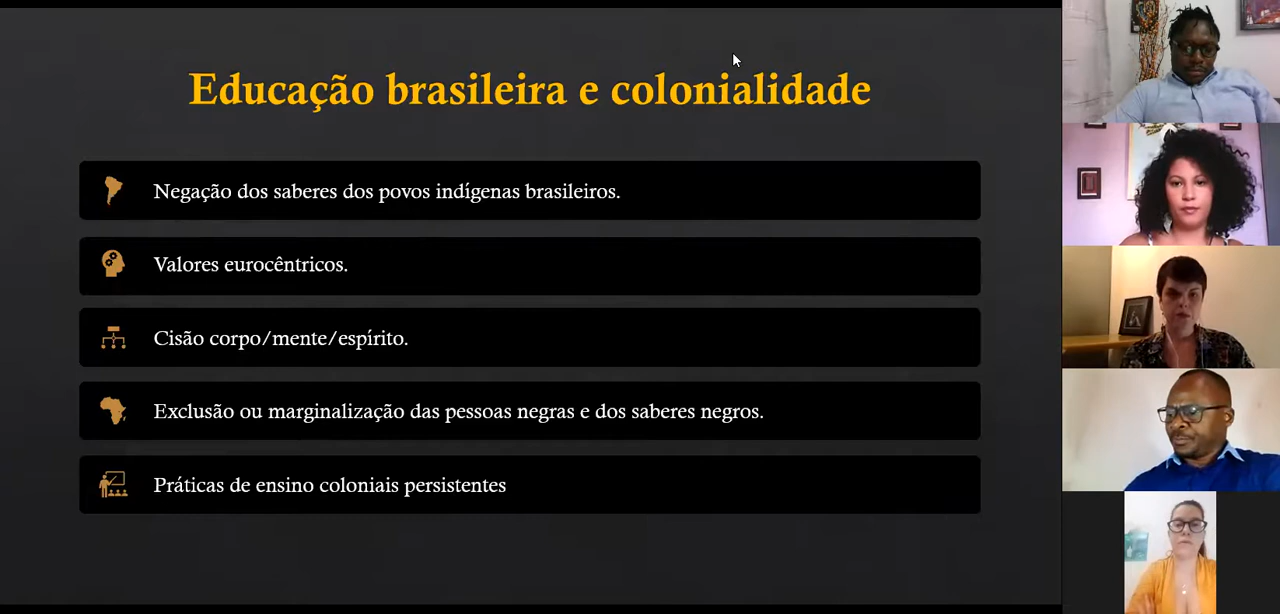 Educação brasileira e colonialidade
Negação dos saberes dos povos indígenas brasileiros.
Valores eurocêntricos.
Cisão corpo/mente/espírito.
Exclusão ou marginalização das pessoas negras e dos saberes negros.
Práticas de ensino coloniais persistentes